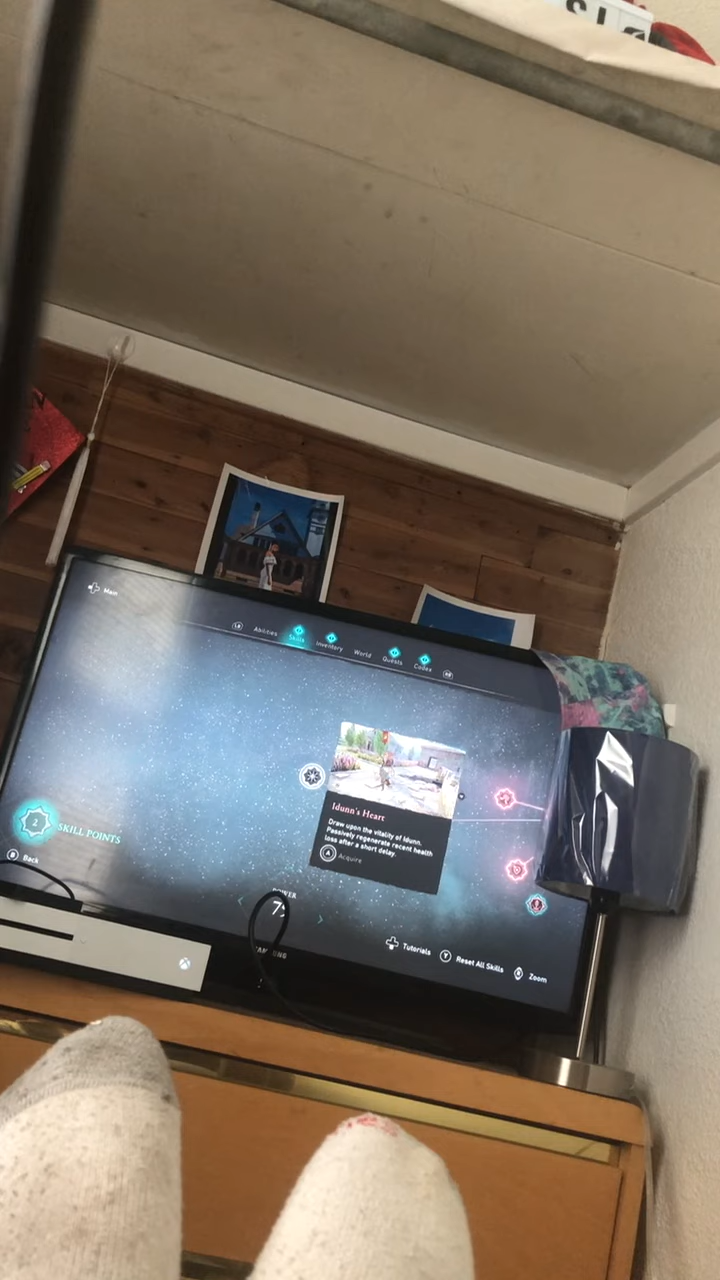 Main
Abilities
Skills
Inventory
World
Quests
Codex
Idunn's Heart
Draw upon the vitality of Idunn.
Passively regenerate recent health
loss after a short delay.
A Acquire
2 SKILL POINTS
B Back
POWER
Tutorials
Y Reset All Skills
R Zoom
SAMSUNG